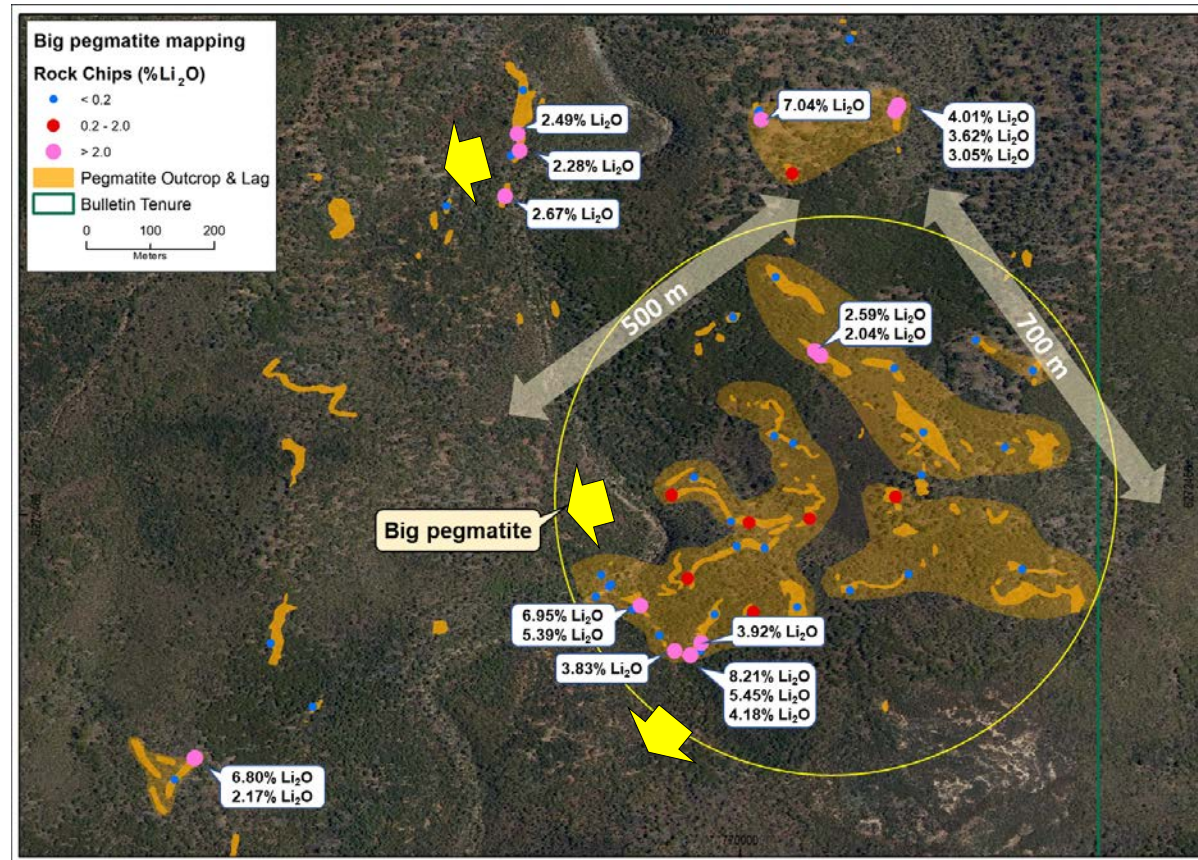 Big pegmatite mapping
Rock Chips (%Li₂O)
< 0.2
0.2 - 2.0
> 2.0
Pegmatite Outcrop & Lag
Bulletin Tenure
0 100 200
Meters
770000
2.49% Li₂O
2.28% Li₂O
2.67% Li₂O
7.04% Li₂O
4.01% Li₂O
3.62% Li₂O
3.05% Li₂O
500 m
700 m
2.59% Li₂O
2.04% Li₂O
Big pegmatite
6.95% Li₂O
5.39% Li₂O
3.92% Li₂O
3.83% Li₂O
8.21% Li₂O
5.45% Li₂O
4.18% Li₂O
6.80% Li₂O
2.17% Li₂O
770000